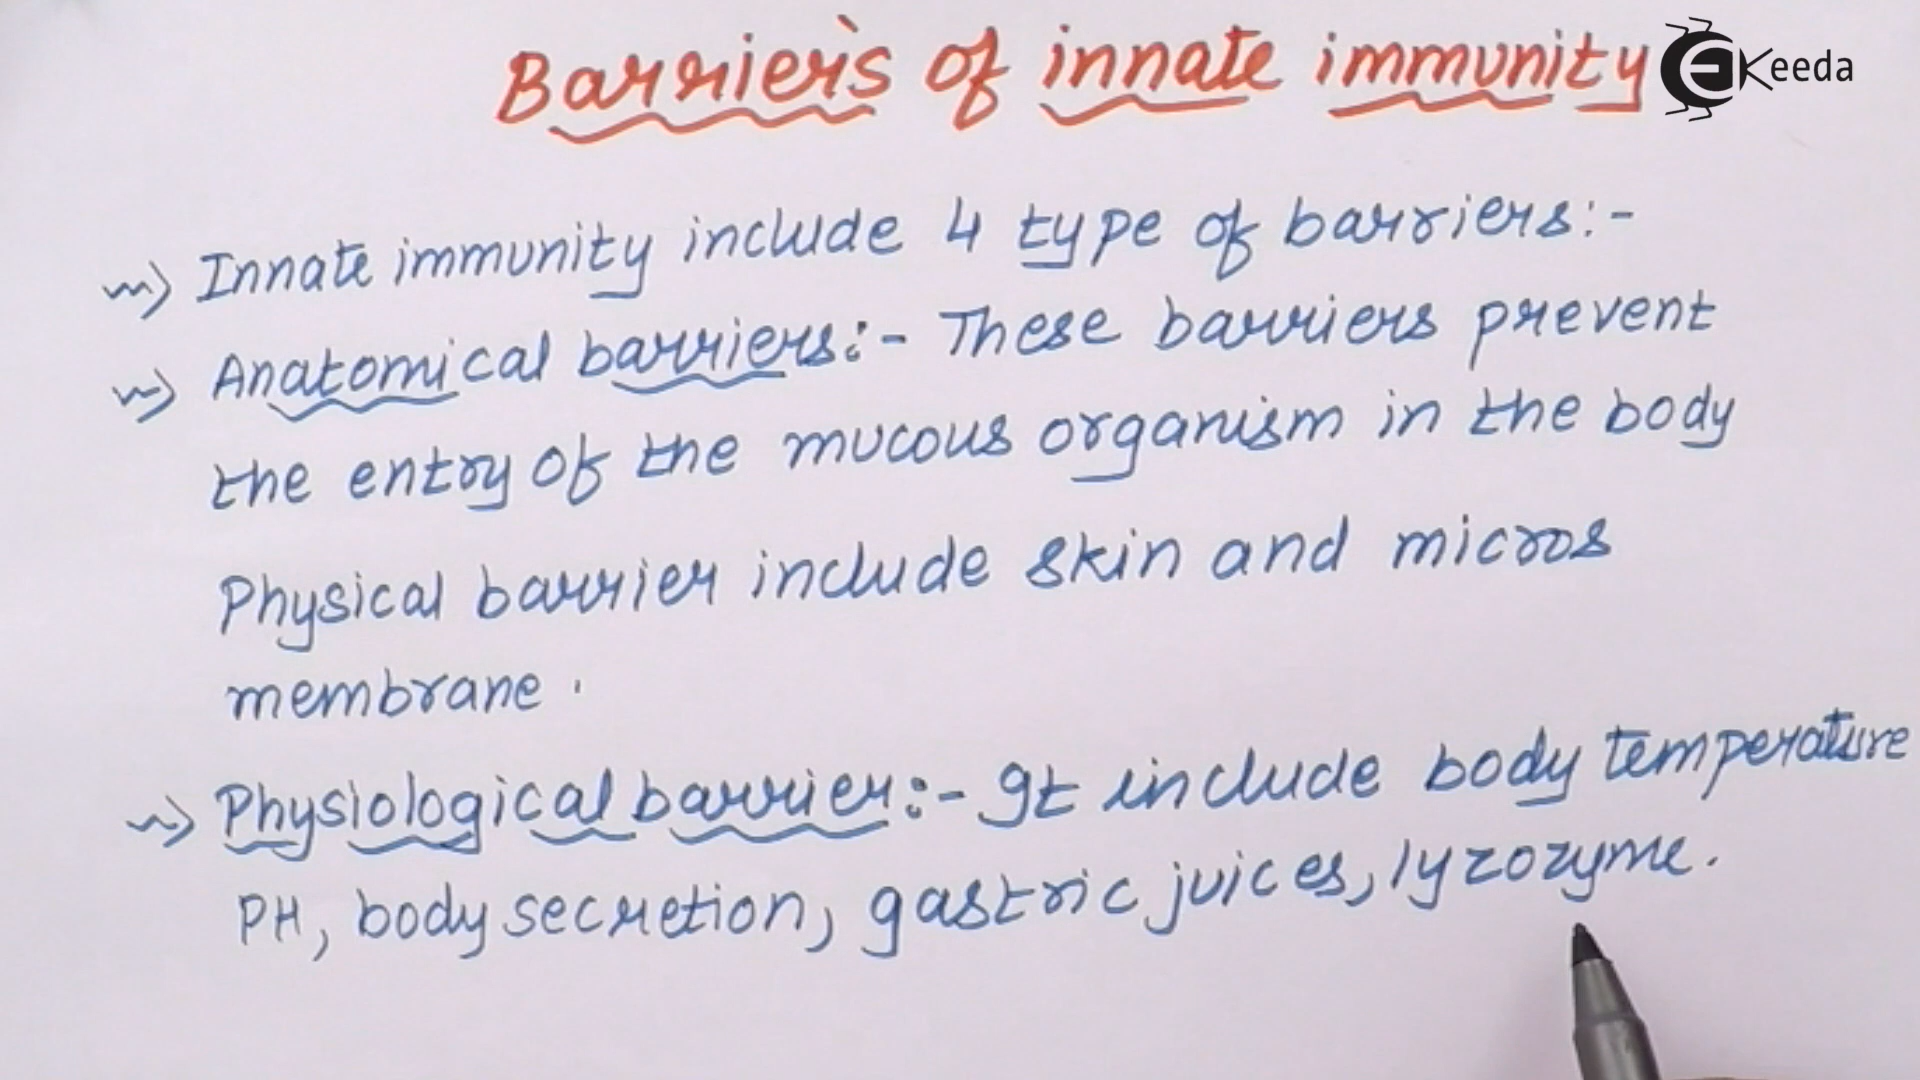 Barriers of innate immunity
EKeeda
Innate immunity include 4 type of barriers:-
Anatomical barriers:- These barriers prevent
the entry of the mucous organism in the body
Physical barrier include skin and micros
membrane.
Physiological barrier:- It include body temperature
PH, body secretion, gastric juices, lyzozyme.